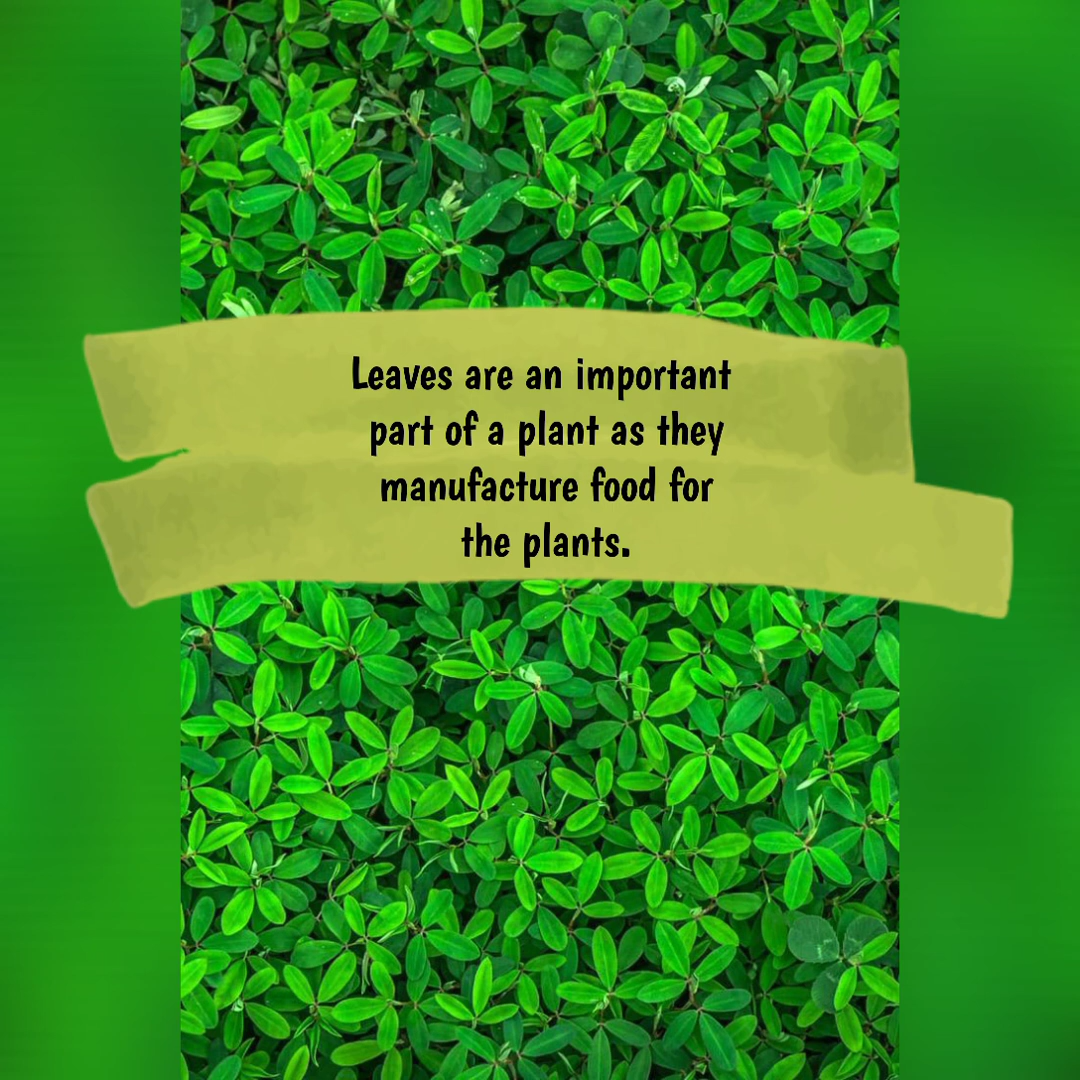 Leaves are an important
part of a plant as they
manufacture food for
the plants.